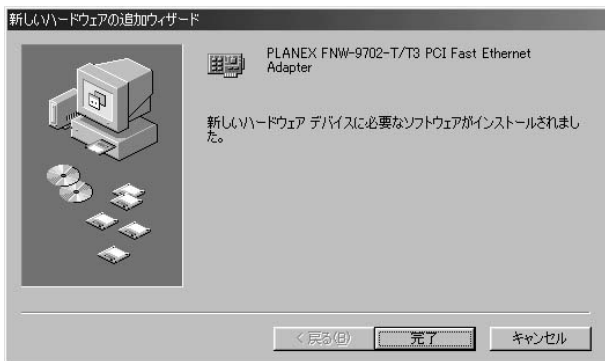 新しいハードウェアの追加ウィザード
PLANEX FNW-9702-T/T3 PCI Fast Ethernet
Adapter
新しいハードウェア デバイスに必要なソフトウェアがインストールされまし
た。
< 戻る(B)
完了
キャンセル